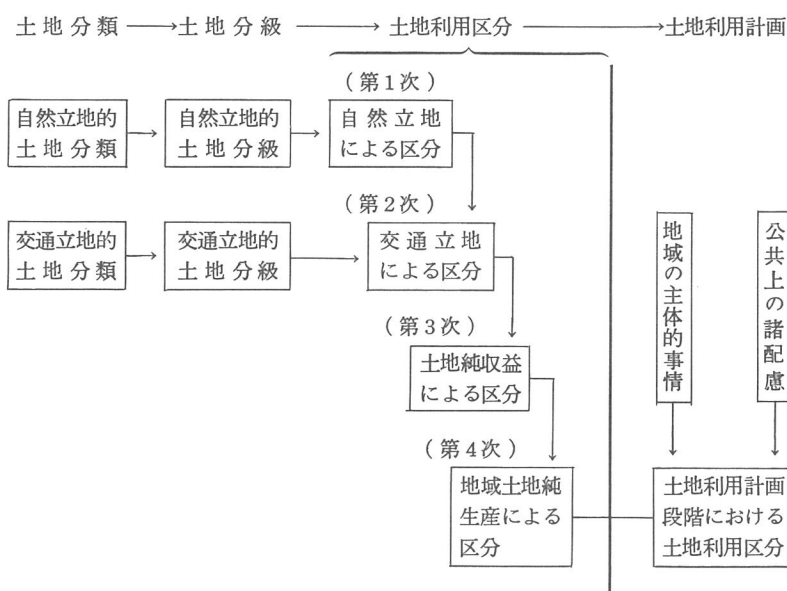 土地分類 土地分級 土地利用区分 土地利用計画
(第1次)
自然立地的
土地分類
自然立地的
土地分級
自然立地
による区分
(第2次)
交通立地的
土地分類
交通立地的
土地分級
交通立地
による区分
(第3次)
土地純収益
による区分
(第4次)
地域土地純
生産による
区分
地域の主体的事情
公共上の諸配慮
土地利用計画
段階における
土地利用区分